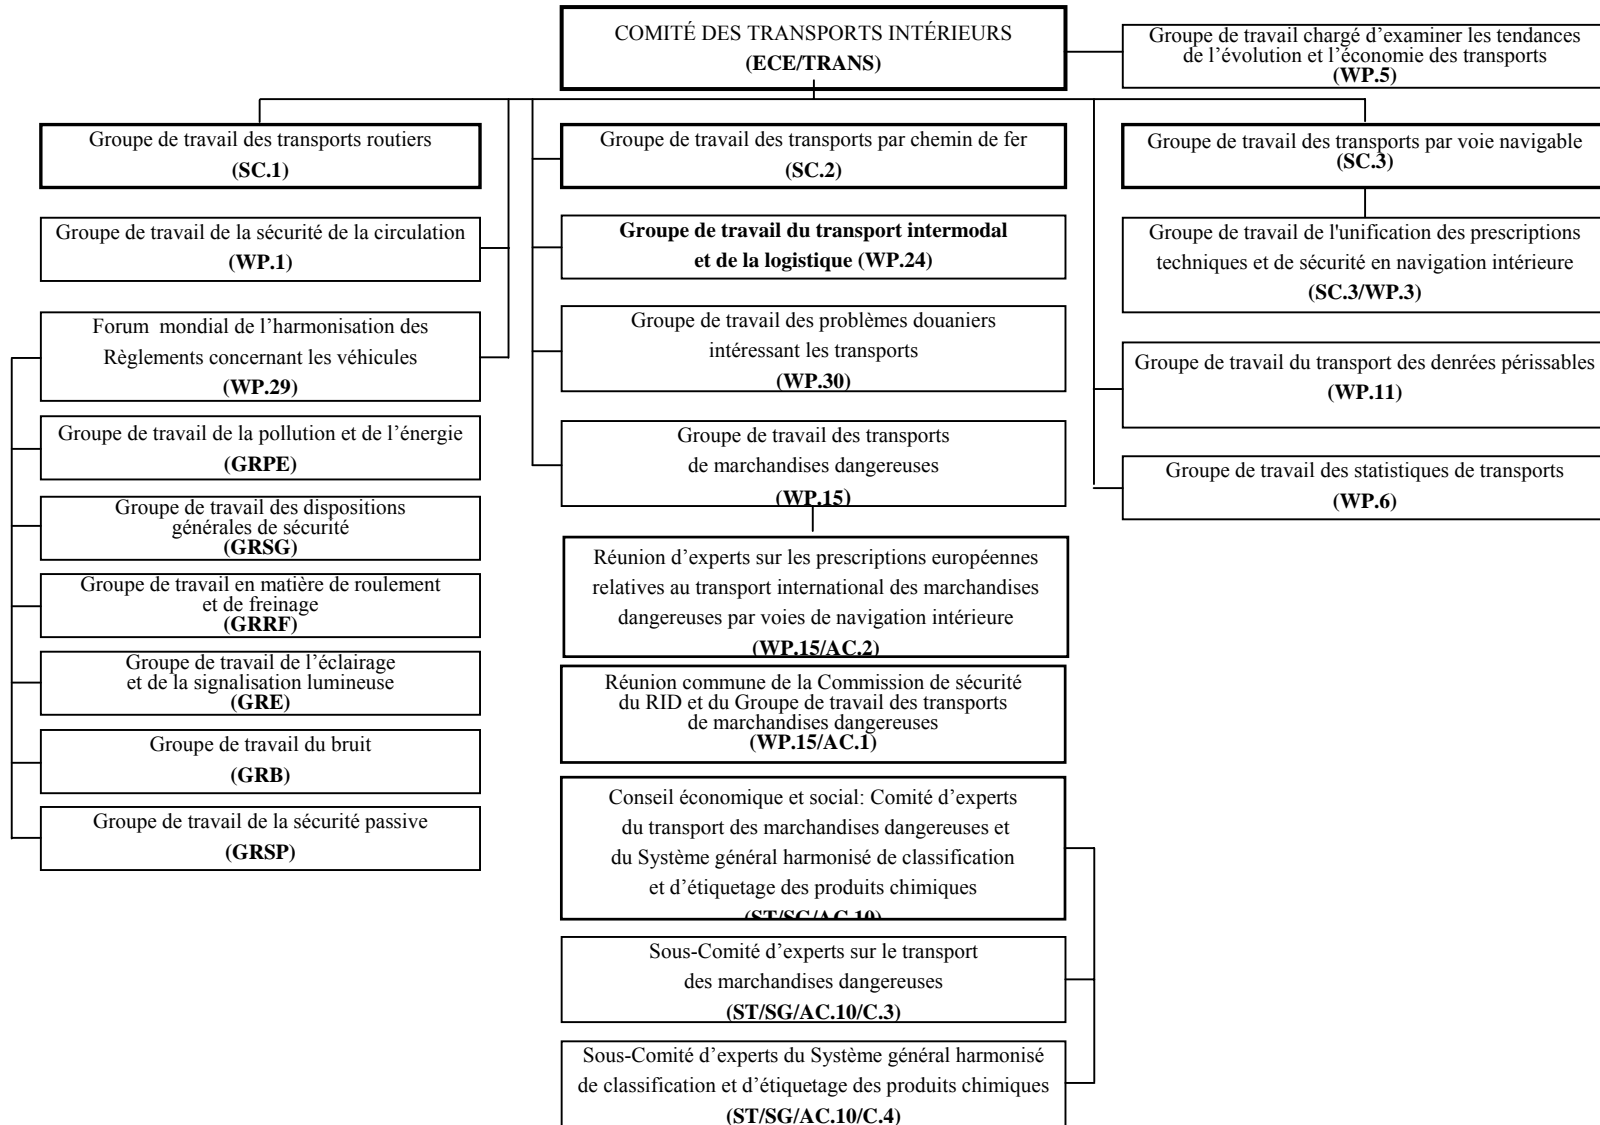 COMITÉ DES TRANSPORTS INTÉRIEURS
(ECE/TRANS)
Groupe de travail chargé d’examiner les tendances
de l’évolution et l’économie des transports
(WP.5)
Groupe de travail des transports routiers
(SC.1)
Groupe de travail de la sécurité de la circulation
(WP.1)
Forum mondial de l’harmonisation des
Règlements concernant les véhicules
(WP.29)
Groupe de travail de la pollution et de l’énergie
(GRPE)
Groupe de travail des dispositions
générales de sécurité
(GRSG)
Groupe de travail en matière de roulement
et de freinage
(GRRF)
Groupe de travail de l’éclairage
et de la signalisation lumineuse
(GRE)
Groupe de travail du bruit
(GRB)
Groupe de travail de la sécurité passive
(GRSP)
Groupe de travail des transports par chemin de fer
(SC.2)
Groupe de travail du transport intermodal
et de la logistique (WP.24)
Groupe de travail des problèmes douaniers
intéressant les transports
(WP.30)
Groupe de travail des transports
de marchandises dangereuses
(WP.15)
Réunion d’experts sur les prescriptions européennes
relatives au transport international des marchandises
dangereuses par voies de navigation intérieure
(WP.15/AC.2)
Réunion commune de la Commission de sécurité
du RID et du Groupe de travail des transports
de marchandises dangereuses
(WP.15/AC.1)
Conseil économique et social: Comité d’experts
du transport des marchandises dangereuses et
du Système général harmonisé de classification
et d’étiquetage des produits chimiques
(ST/SG/AC.10)
Sous-Comité d’experts sur le transport
des marchandises dangereuses
(ST/SG/AC.10/C.3)
Sous-Comité d’experts du Système général harmonisé
de classification et d’étiquetage des produits chimiques
(ST/SG/AC.10/C.4)
Groupe de travail des transports par voie navigable
(SC.3)
Groupe de travail de l'unification des prescriptions
techniques et de sécurité en navigation intérieure
(SC.3/WP.3)
Groupe de travail du transport des denrées périssables
(WP.11)
Groupe de travail des statistiques de transports
(WP.6)